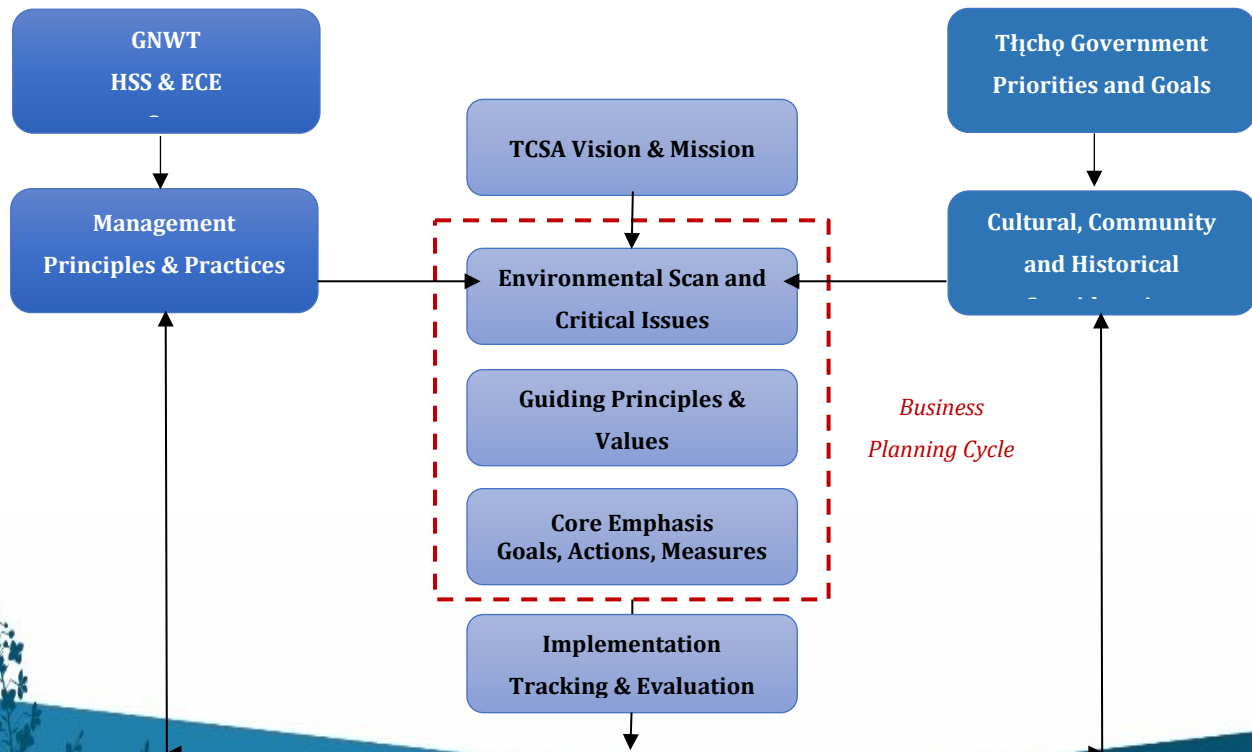 GNWT
HSS & ECE
Tłı̨chǫ Government
Priorities and Goals
TCSA Vision & Mission
Management
Principles & Practices
Cultural, Community
and Historical
Environmental Scan and
Critical Issues
Guiding Principles &
Values
Business
Planning Cycle
Core Emphasis
Goals, Actions, Measures
Implementation
Tracking & Evaluation